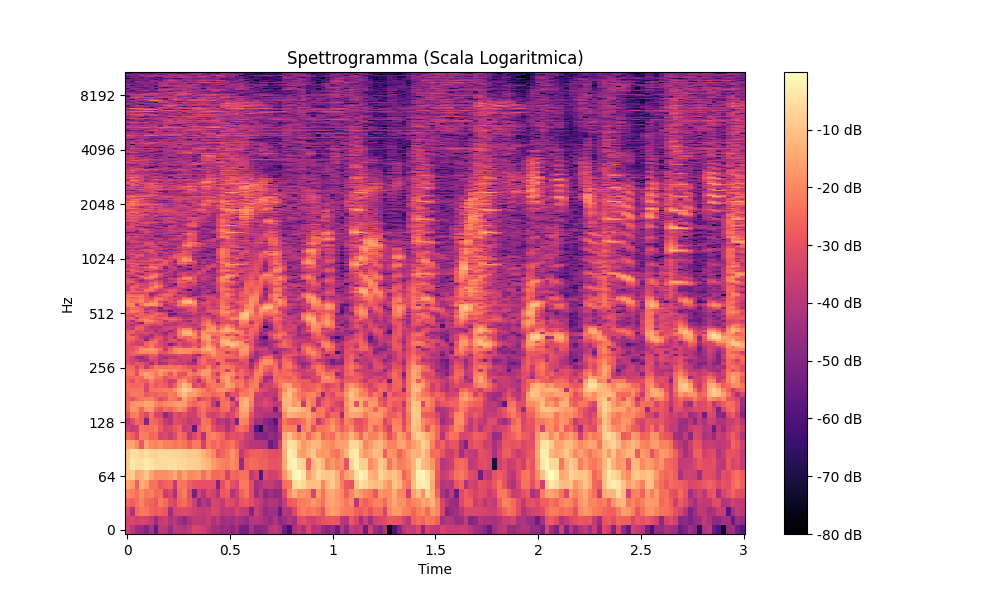 Spettrogramma (Scala Logaritmica)
Hz
8192
4096
2048
1024
512
256
128
64
0
0
0.5
1
1.5
2
2.5
3
Time
-10 dB
-20 dB
-30 dB
-40 dB
-50 dB
-60 dB
-70 dB
-80 dB